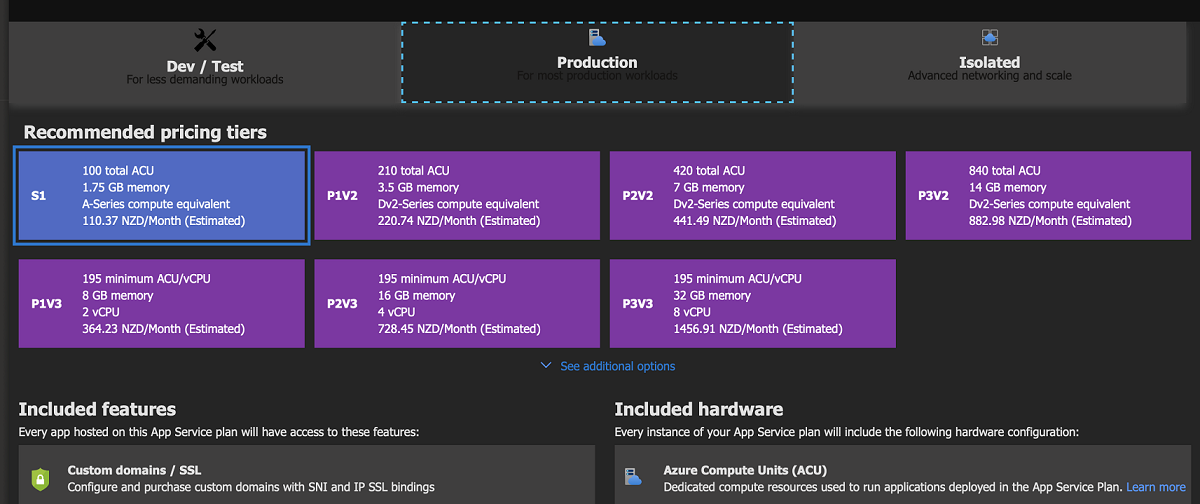 Dev / Test
For less demanding workloads
Production
For most production workloads
Isolated
Advanced networking and scale
Recommended pricing tiers
S1
100 total ACU
1.75 GB memory
A-Series compute equivalent
110.37 NZD/Month (Estimated)
P1V2
210 total ACU
3.5 GB memory
Dv2-Series compute equivalent
220.74 NZD/Month (Estimated)
P2V2
420 total ACU
7 GB memory
Dv2-Series compute equivalent
441.49 NZD/Month (Estimated)
P3V2
840 total ACU
14 GB memory
Dv2-Series compute equivalent
882.98 NZD/Month (Estimated)
P1V3
195 minimum ACU/vCPU
8 GB memory
2 vCPU
364.23 NZD/Month (Estimated)
P2V3
195 minimum ACU/vCPU
16 GB memory
4 vCPU
728.45 NZD/Month (Estimated)
P3V3
195 minimum ACU/vCPU
32 GB memory
8 vCPU
1456.91 NZD/Month (Estimated)
See additional options
Included features
Every app hosted on this App Service plan will have access to these features:
Custom domains / SSL
Configure and purchase custom domains with SNI and IP SSL bindings
Included hardware
Every instance of your App Service plan will include the following hardware configuration:
Azure Compute Units (ACU)
Dedicated compute resources used to run applications deployed in the App Service Plan. Learn more